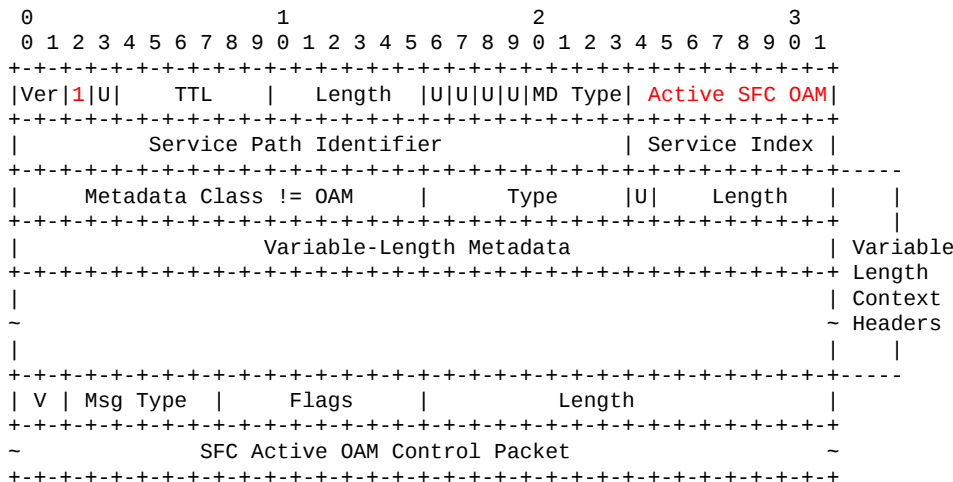 0                   1                   2                   3
 0 1 2 3 4 5 6 7 8 9 0 1 2 3 4 5 6 7 8 9 0 1 2 3 4 5 6 7 8 9 0 1
+-+-+-+-+-+-+-+-+-+-+-+-+-+-+-+-+-+-+-+-+-+-+-+-+-+-+-+-+-+-+-+-+
|Ver|1|U|    TTL    |   Length  |U|U|U|U|MD Type| Active SFC OAM|
+-+-+-+-+-+-+-+-+-+-+-+-+-+-+-+-+-+-+-+-+-+-+-+-+-+-+-+-+-+-+-+-+
|          Service Path Identifier              | Service Index |
+-+-+-+-+-+-+-+-+-+-+-+-+-+-+-+-+-+-+-+-+-+-+-+-+-+-+-+-+-+-+-+-+-----
|     Metadata Class != OAM     |      Type     |U|    Length   |    |
+-+-+-+-+-+-+-+-+-+-+-+-+-+-+-+-+-+-+-+-+-+-+-+-+-+-+-+-+-+-+-+-+    |
|                   Variable-Length Metadata                    | Variable
+-+-+-+-+-+-+-+-+-+-+-+-+-+-+-+-+-+-+-+-+-+-+-+-+-+-+-+-+-+-+-+-+ Length
|                                                               | Context
~                                                               ~ Headers
|                                                               |    |
+-+-+-+-+-+-+-+-+-+-+-+-+-+-+-+-+-+-+-+-+-+-+-+-+-+-+-+-+-+-+-+-+-----
| V | Msg Type  |     Flags     |          Length               |
+-+-+-+-+-+-+-+-+-+-+-+-+-+-+-+-+-+-+-+-+-+-+-+-+-+-+-+-+-+-+-+-+
~              SFC Active OAM Control Packet                    ~
+-+-+-+-+-+-+-+-+-+-+-+-+-+-+-+-+-+-+-+-+-+-+-+-+-+-+-+-+-+-+-+-+